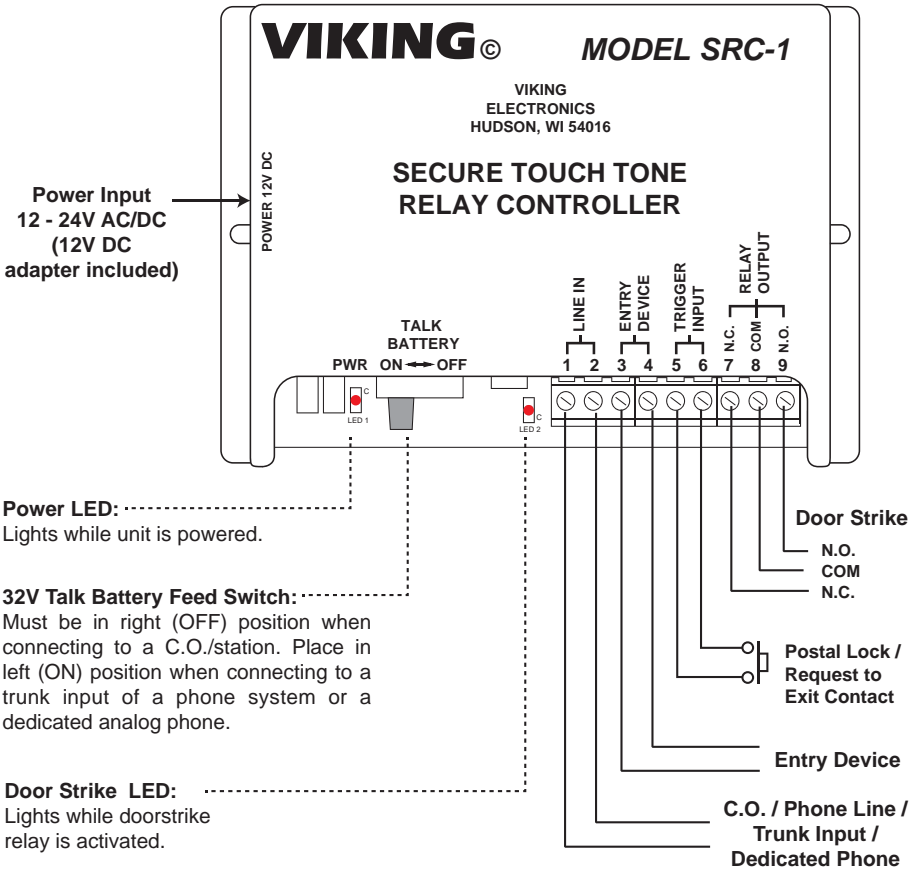 VIKING©
MODEL SRC-1
VIKING
ELECTRONICS
HUDSON, WI 54016
SECURE TOUCH TONE
RELAY CONTROLLER
POWER 12V DC
Power Input
12 - 24V AC/DC
(12V DC
adapter included)
LINE IN
ENTRY
DEVICE
TRIGGER
INPUT
RELAY
OUTPUT
N.C.
COM
N.O.
TALK
BATTERY
PWR ON OFF
1 2 3 4 5 6 7 8 9
C
LED 1
C
LED 2
Power LED:
Lights while unit is powered.
32V Talk Battery Feed Switch:
Must be in right (OFF) position when
connecting to a C.O./station. Place in
left (ON) position when connecting to a
trunk input of a phone system or a
dedicated analog phone.
Door Strike LED:
Lights while doorstrike
relay is activated.
Door Strike
N.O.
COM
N.C.
Postal Lock /
Request to
Exit Contact
Entry Device
C.O. / Phone Line /
Trunk Input /
Dedicated Phone